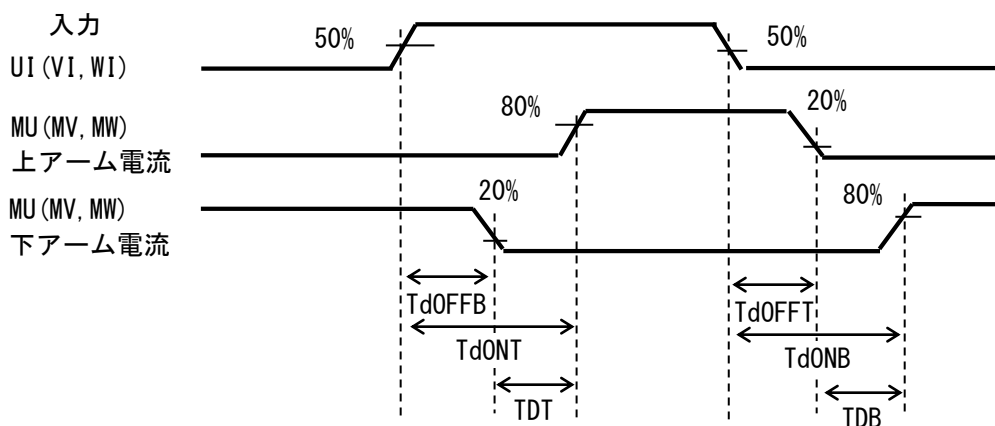 入力
UI(VI,WI)
50%
50%
MU(MV,MW)
上アーム電流
80%
20%
MU(MV,MW)
下アーム電流
20%
80%
TdOFFB
TdOFFT
TdONT
TdONB
TDT
TDB